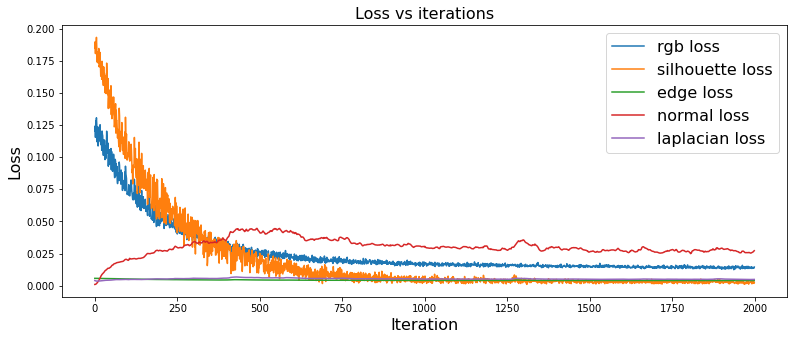 Loss vs iterations
0.200
0.175
0.150
0.125
0.100
0.075
0.050
0.025
0.000
Loss
rgb loss
silhouette loss
edge loss
normal loss
laplacian loss
0 250 500 750 1000 1250 1500 1750 2000
Iteration